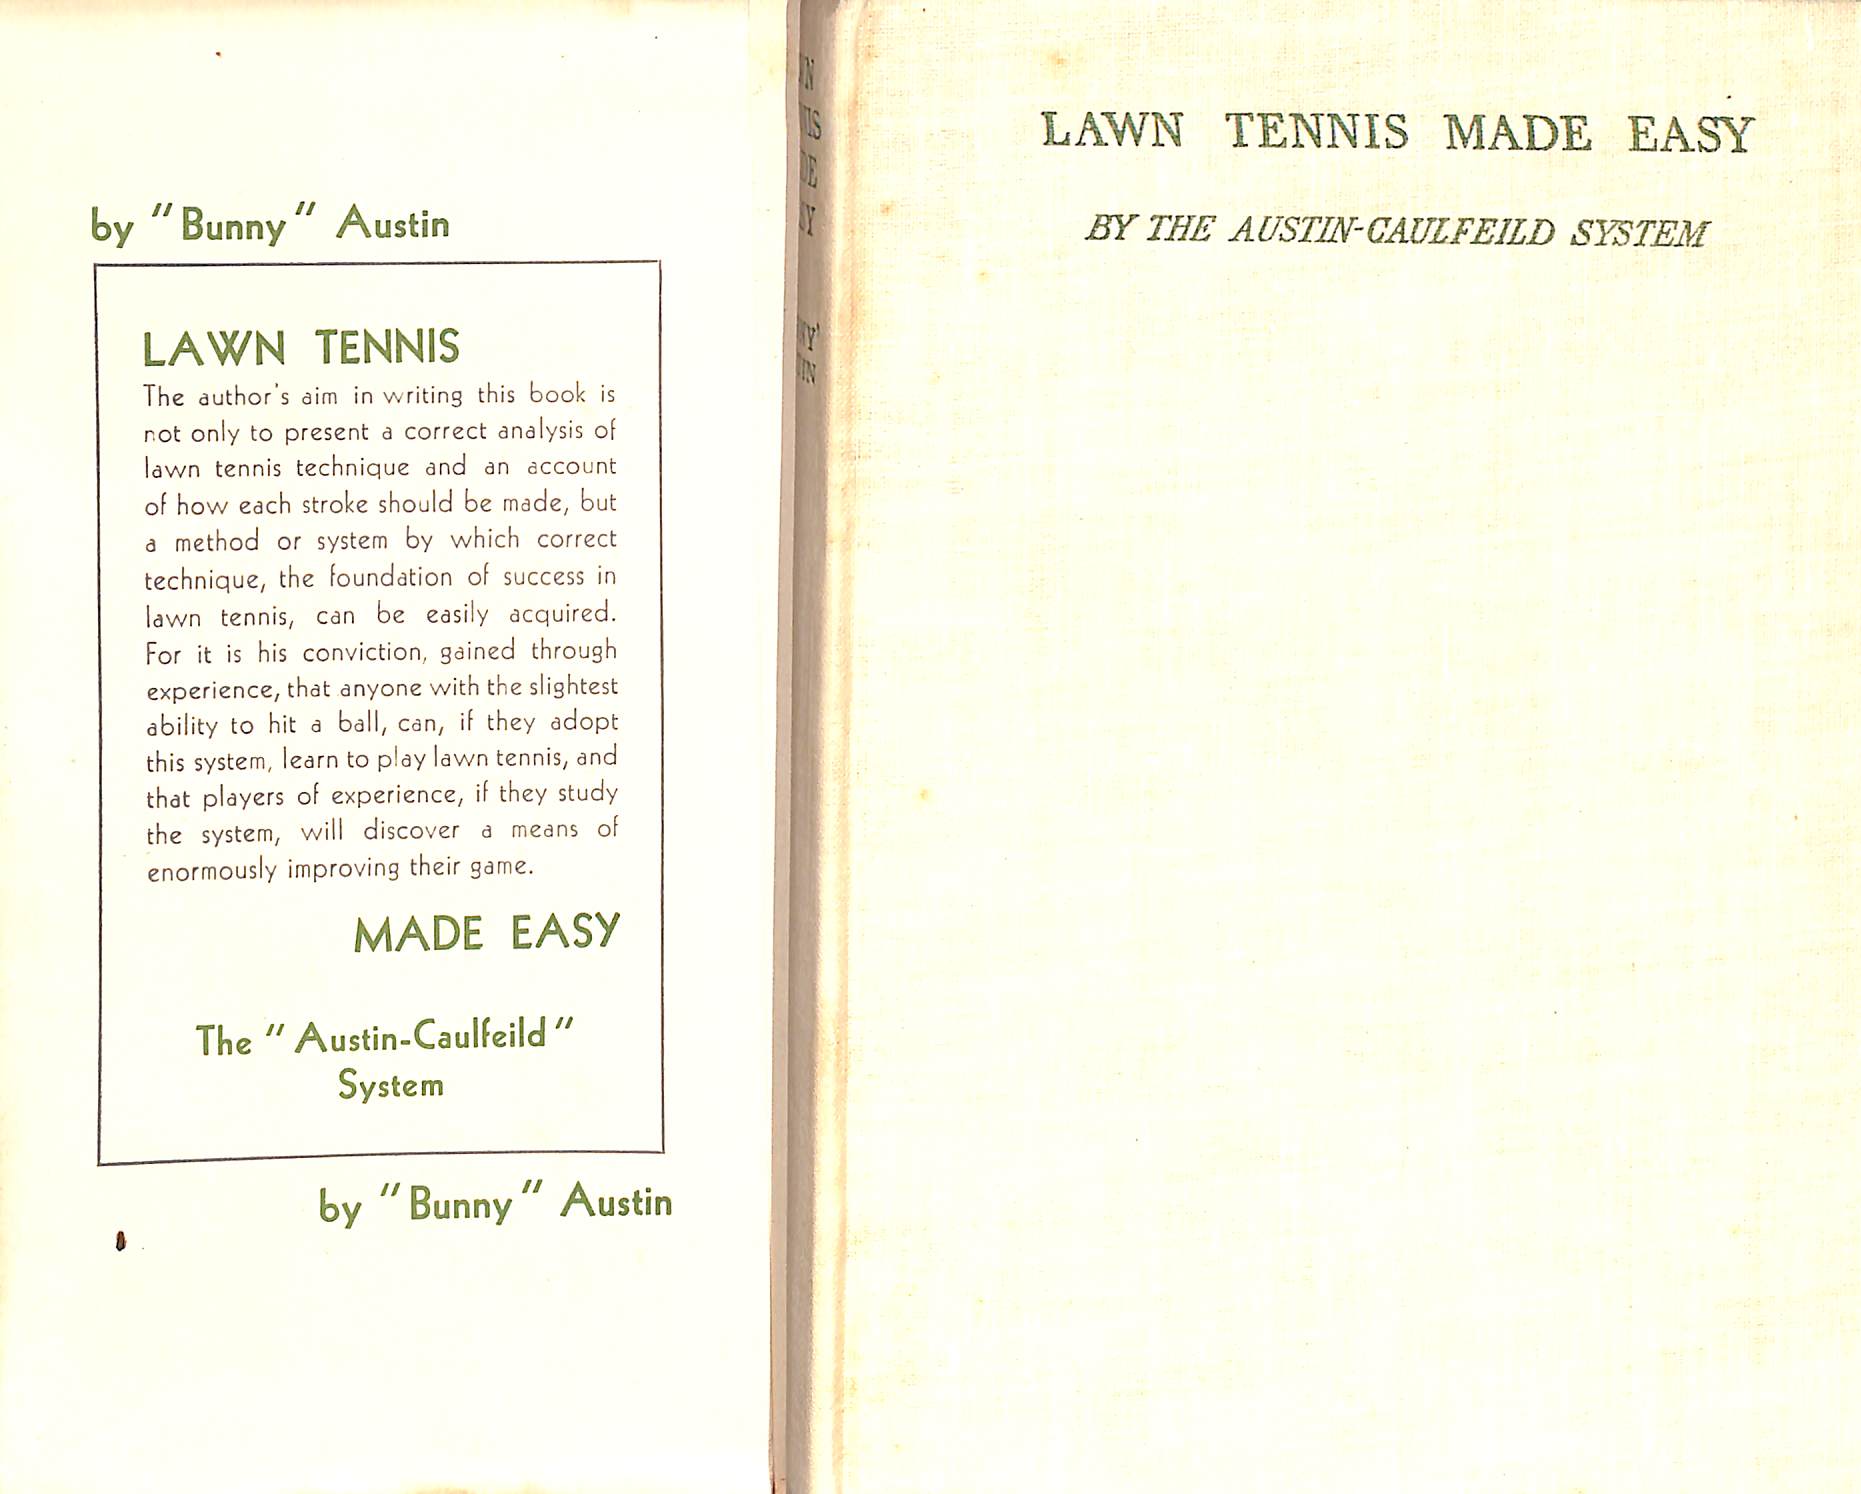 by "Bunny" Austin
LAWN TENNIS
The author's aim in writing this book is
not only to present a correct analysis of
lawn tennis technique and an account
of how each stroke should be made, but
a method or system by which correct
technique, the foundation of success in
lawn tennis, can be easily acquired.
For it is his conviction, gained through
experience, that anyone with the slightest
ability to hit a ball, can, if they adopt
this system, learn to play lawn tennis, and
that players of experience, if they study
the system, will discover a means of
enormously improving their game.
MADE EASY
The "Austin-Caulfeild"
System
by "Bunny" Austin
LAWN TENNIS MADE EASY
BY THE AUSTIN-CAULFEILD SYSTEM